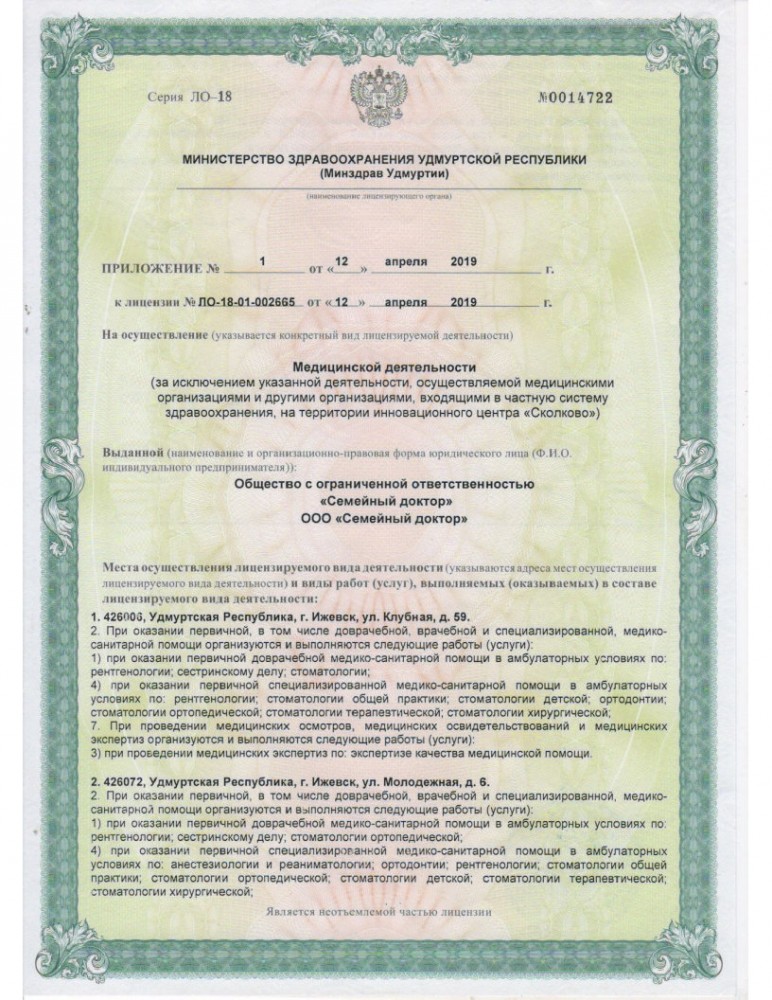 Серия ЛО-18 №0014722
МИНИСТЕРСТВО ЗДРАВООХРАНЕНИЯ УДМУРТСКОЙ РЕСПУБЛИКИ
(Минздрав Удмуртии)
(наименование лицензирующего органа)
ПРИЛОЖЕНИЕ № 1 от «12» апреля 2019 г.
к лицензии № ЛО-18-01-002665 от «12» апреля 2019 г.
На осуществление (указывается конкретный вид лицензируемой деятельности)
Медицинской деятельности
(за исключением указанной деятельности, осуществляемой медицинскими
организациями и другими организациями, входящими в частную систему
здравоохранения, на территории инновационного центра «Сколково»)
Выданной (наименование и организационно-правовая форма юридического лица (Ф.И.О.
индивидуального предпринимателя)):
Общество с ограниченной ответственностью
«Семейный доктор»
ООО «Семейный доктор»
Места осуществления лицензируемого вида деятельности (указываются адреса мест осуществления
лицензируемого вида деятельности) и виды работ (услуг), выполняемых (оказываемых) в составе
лицензируемого вида деятельности:
1. 426006, Удмуртская Республика, г. Ижевск, ул. Клубная, д. 59.
2. При оказании первичной, в том числе доврачебной, врачебной и специализированной, медико-
санитарной помощи организуются и выполняются следующие работы (услуги):
1) при оказании первичной доврачебной медико-санитарной помощи в амбулаторных условиях по:
рентгенологии; сестринскому делу; стоматологии;
4) при оказании первичной специализированной медико-санитарной помощи в амбулаторных
условиях по: рентгенологии; стоматологии общей практики; стоматологии детской; ортодонтии;
стоматологии ортопедической; стоматологии терапевтической; стоматологии хирургической;
7. При проведении медицинских осмотров, медицинских освидетельствований и медицинских
экспертиз организуются и выполняются следующие работы (услуги):
3) при проведении медицинских экспертиз по: экспертизе качества медицинской помощи.
2. 426072, Удмуртская Республика, г. Ижевск, ул. Молодежная, д. 6.
2. При оказании первичной, в том числе доврачебной, врачебной и специализированной, медико-
санитарной помощи организуются и выполняются следующие работы (услуги):
1) при оказании первичной доврачебной медико-санитарной помощи в амбулаторных условиях по:
рентгенологии; сестринскому делу; стоматологии ортопедической;
4) при оказании первичной специализированной медико-санитарной помощи в амбулаторных
условиях по: анестезиологии и реаниматологии; ортодонтии; рентгенологии; стоматологии общей
практики; стоматологии ортопедической; стоматологии детской; стоматологии терапевтической;
стоматологии хирургической;
Является неотъемлемой частью лицензии